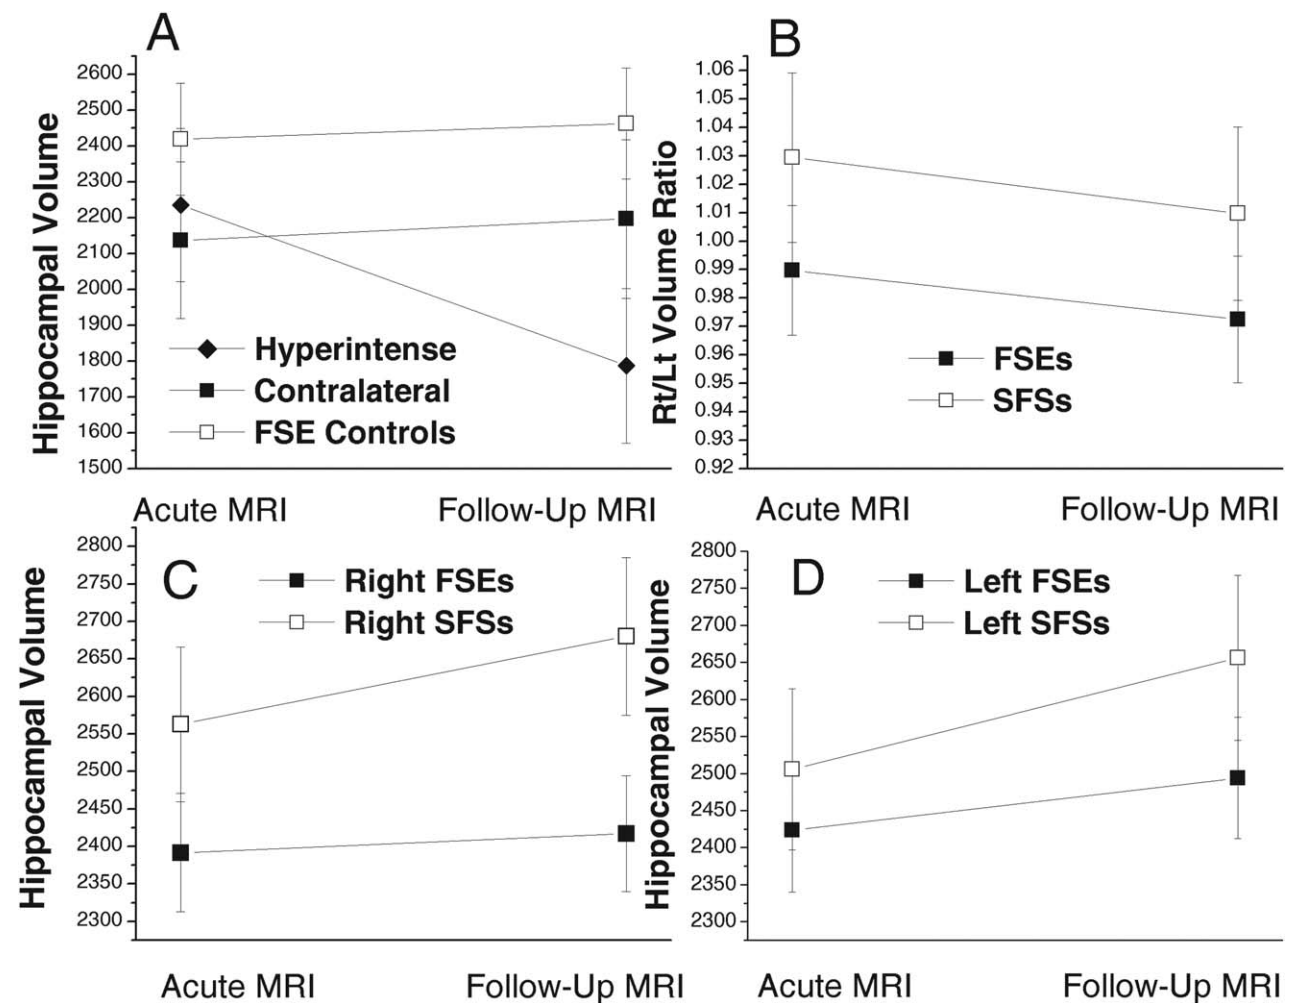 A
Hippocampal Volume
2600
2500
2400
2300
2200
2100
2000
1900
1800
1700
1600
1500
Hyperintense
Contralateral
FSE Controls
Acute MRI
Follow-Up MRI
B
Rt/Lt Volume Ratio
1.06
1.05
1.04
1.03
1.02
1.01
1.00
0.99
0.98
0.97
0.96
0.95
0.94
0.93
0.92
FSEs
SFSs
Acute MRI
Follow-Up MRI
C
Hippocampal Volume
2800
2750
2700
2650
2600
2550
2500
2450
2400
2350
2300
Right FSEs
Right SFSs
Acute MRI
Follow-Up MRI
D
Hippocampal Volume
2800
2750
2700
2650
2600
2550
2500
2450
2400
2350
2300
Left FSEs
Left SFSs
Acute MRI
Follow-Up MRI